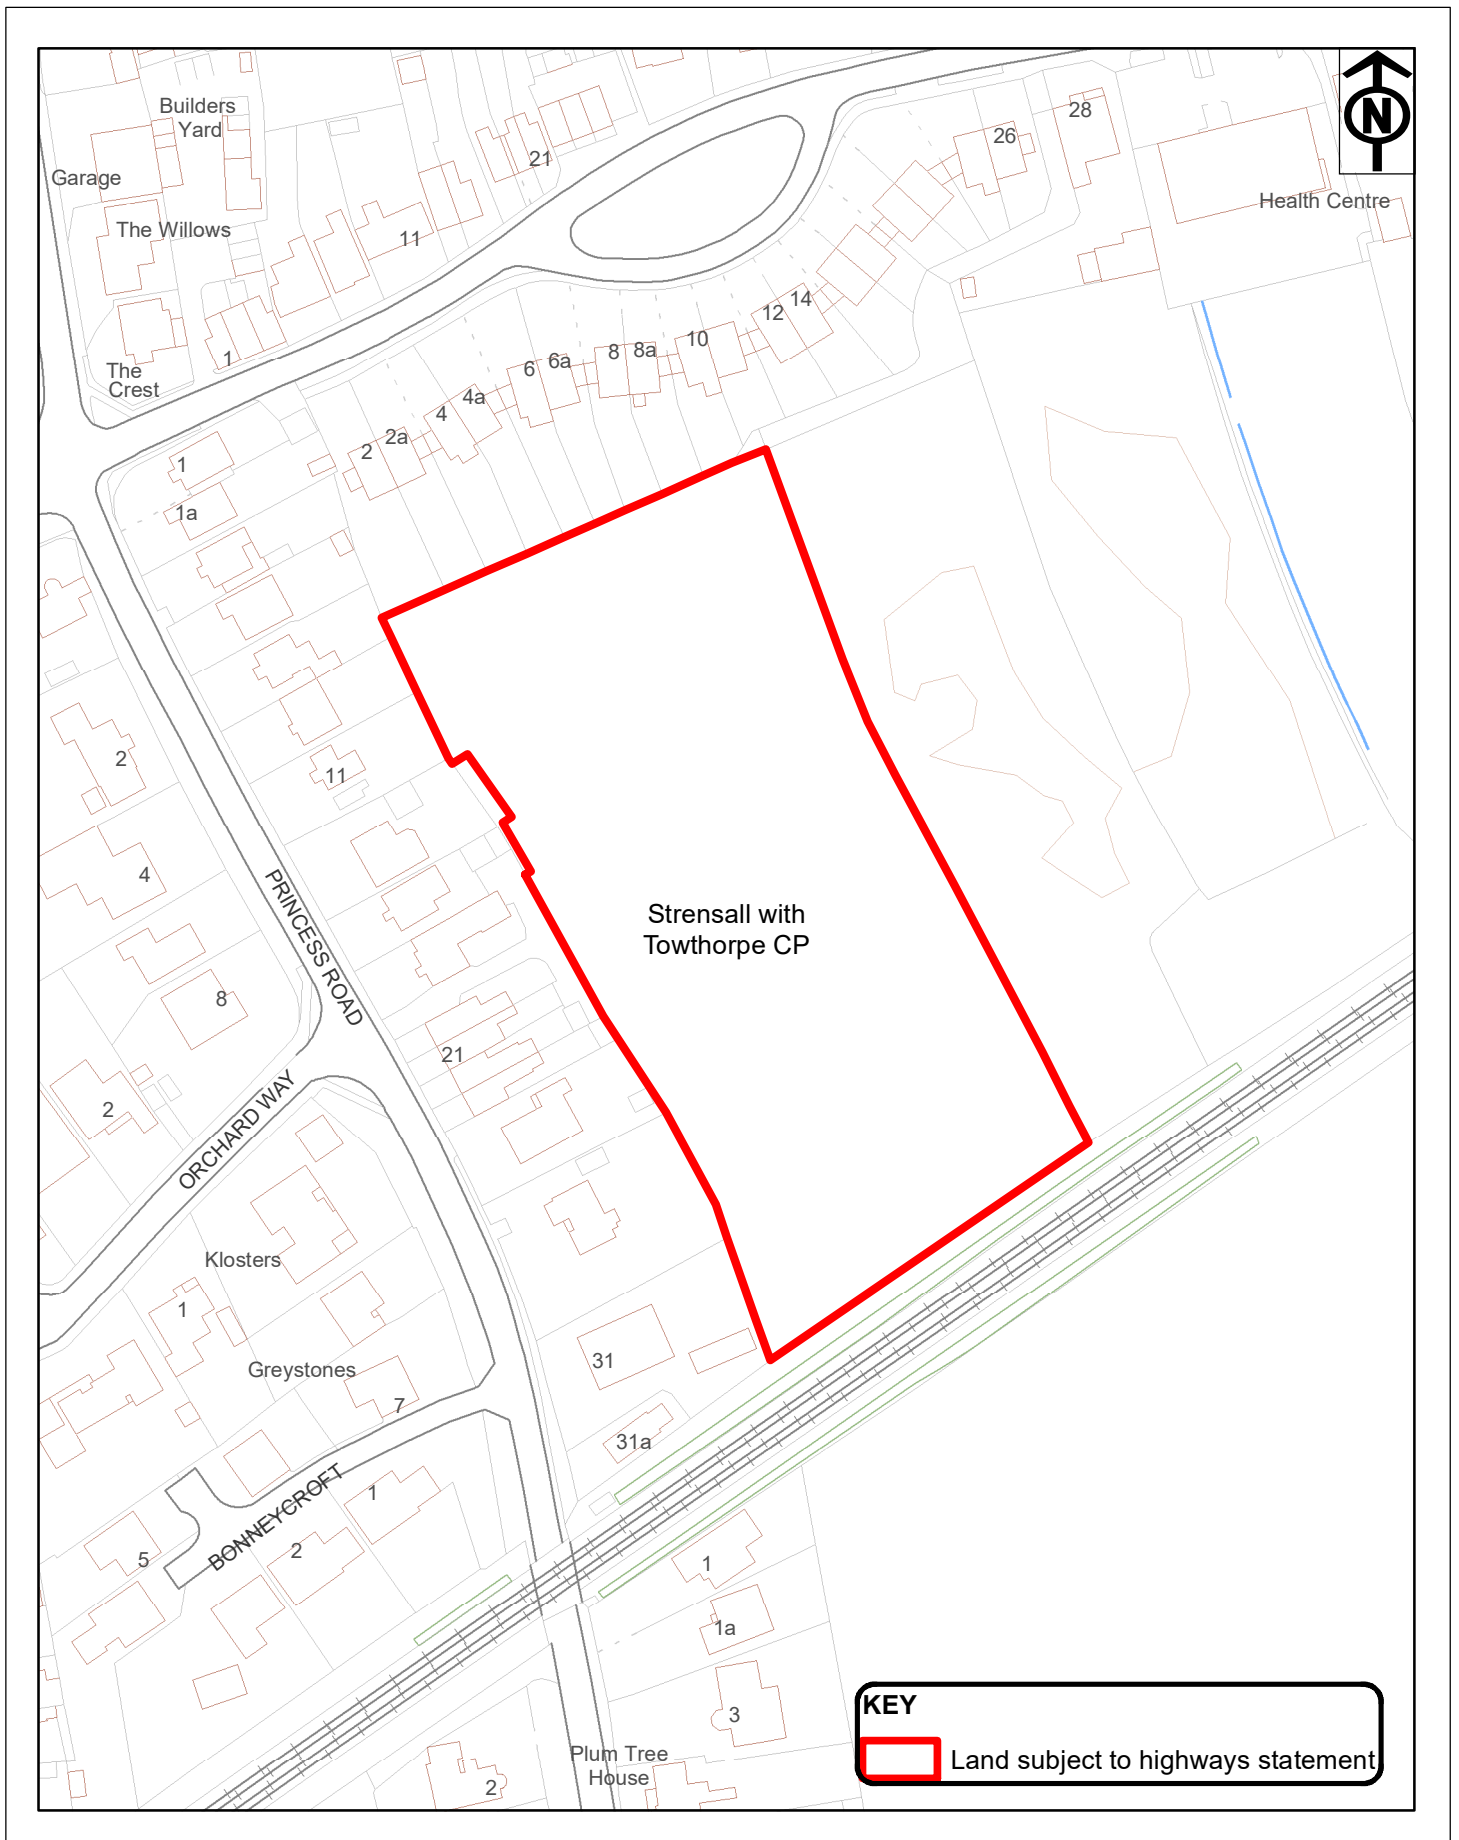 Builders
Yard
N
28
26
21
Garage
Health Centre
The Willows
11
14
12
10
8
8a
6
6a
1
The
Crest
4
4a
2
2a
1
1a
2
11
4
PRINCESS ROAD
Strensall with
Towthorpe CP
8
21
2
ORCHARD WAY
Klosters
1
31
Greystones
7
31a
1
BONNEYCROFT
2
5
1
1a
KEY
3
Land subject to highways statement
Plum Tree
House
2